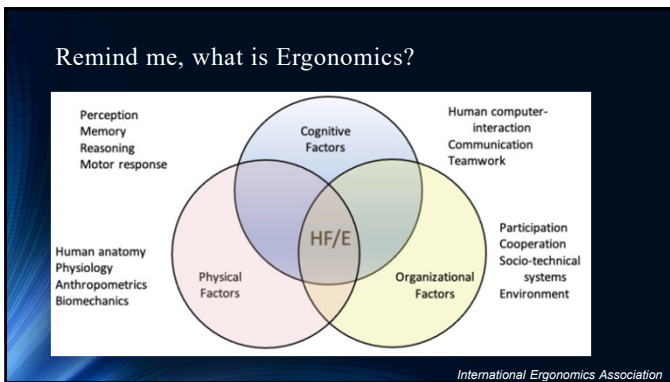 Remind me, what is Ergonomics?
Perception
Memory
Reasoning
Motor response
Cognitive
Factors
Human computer-
interaction
Communication
Teamwork
HF/E
Human anatomy
Physiology
Anthropometrics
Biomechanics
Physical
Factors
Organizational
Factors
Participation
Cooperation
Socio-technical
systems
Environment
International Ergonomics Association